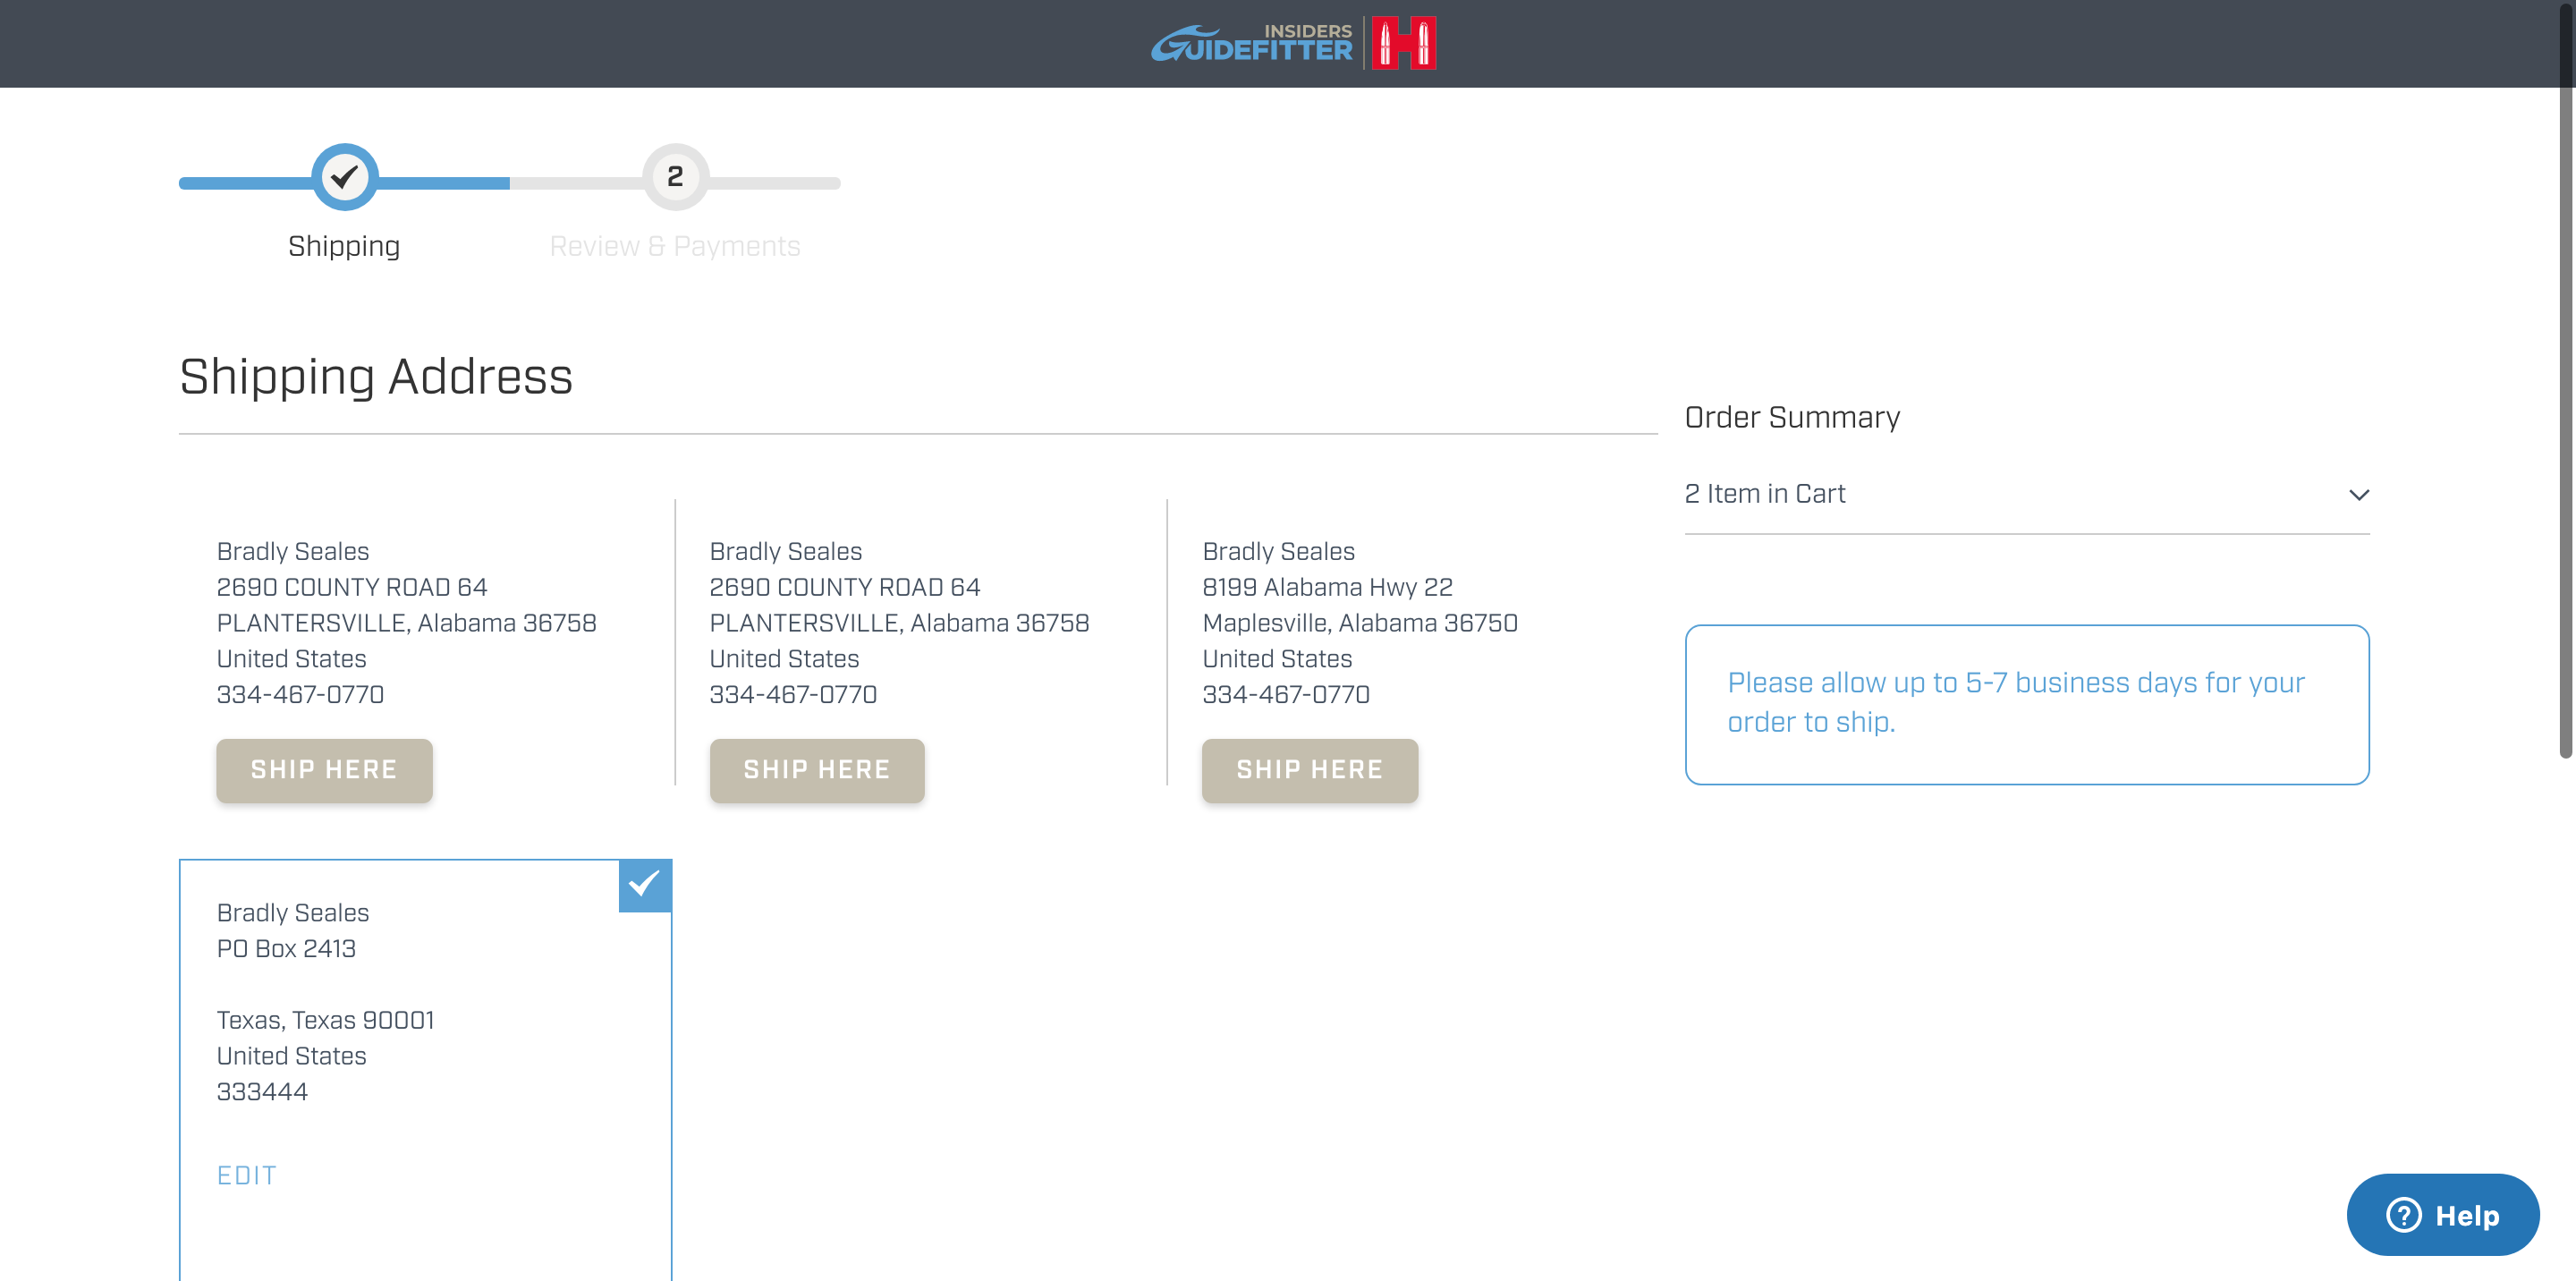 INSIDERS
GUIDEFITTER
H
2
Shipping
Review & Payments
Shipping Address
Bradly Seales
2690 COUNTY ROAD 64
PLANTERSVILLE, Alabama 36758
United States
334-467-0770
SHIP HERE
Bradly Seales
2690 COUNTY ROAD 64
PLANTERSVILLE, Alabama 36758
United States
334-467-0770
SHIP HERE
Bradly Seales
8199 Alabama Hwy 22
Maplesville, Alabama 36750
United States
334-467-0770
SHIP HERE
Bradly Seales
PO Box 2413
Texas, Texas 90001
United States
333444
EDIT
Order Summary
2 Item in Cart
Please allow up to 5-7 business days for your
order to ship.
? Help